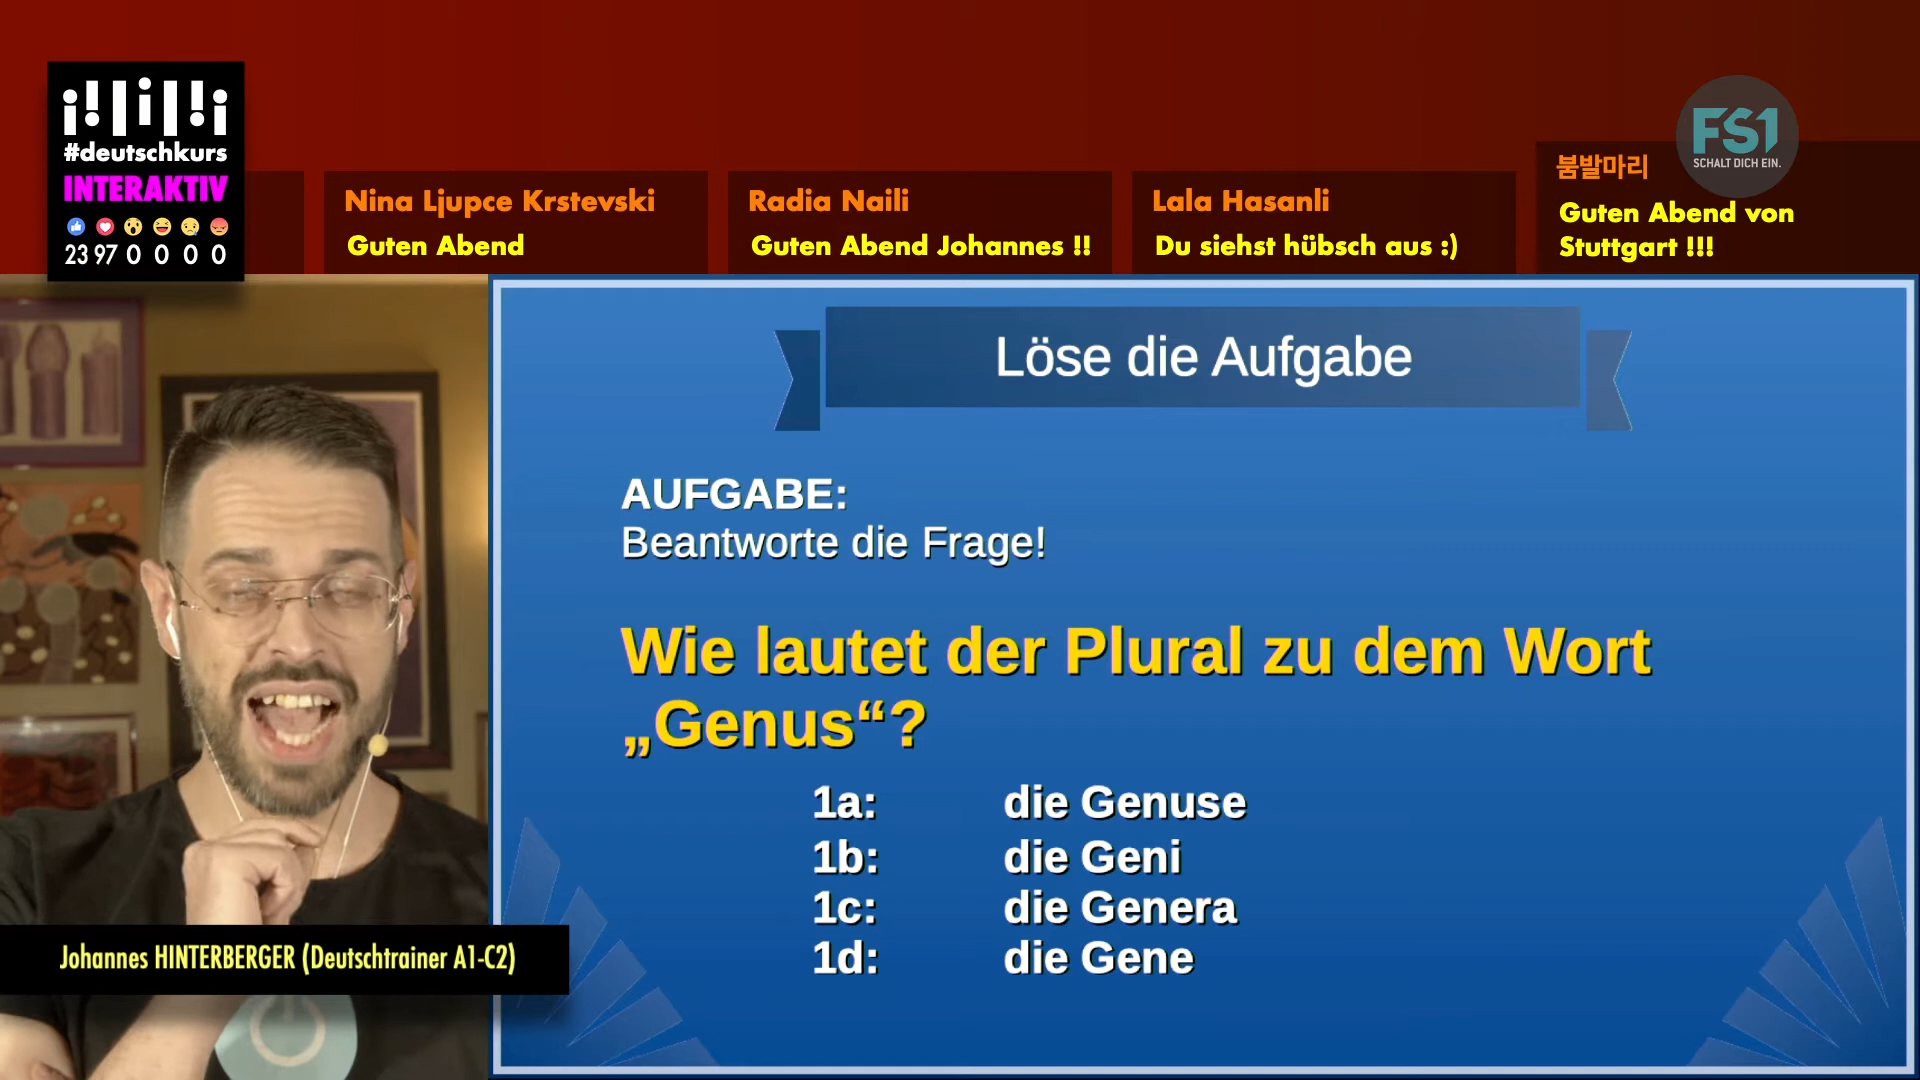 #deutschkurs
INTERAKTIV
23 97 0 0 0 0
Nina Ljupce Krstevski
Guten Abend
Radia Naili
Guten Abend Johannes !!
Lala Hasanli
Du siehst hübsch aus :)
붐발마리
Guten Abend von
Stuttgart !!!
FS1
SCHALT DICH EIN.
Löse die Aufgabe
AUFGABE:
Beantworte die Frage!
Wie lautet der Plural zu dem Wort
„Genus“?
1a: die Genuse
1b: die Geni
1c: die Genera
1d: die Gene
Johannes HINTERBERGER (Deutschtrainer A1-C2)